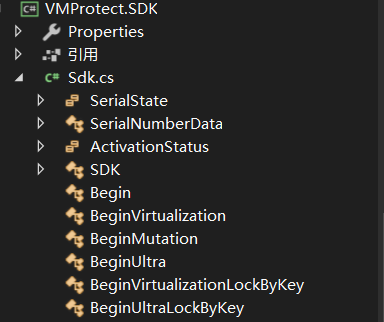 VMProtect.SDK
Properties
引用
Sdk.cs
SerialState
SerialNumberData
ActivationStatus
SDK
Begin
BeginVirtualization
BeginMutation
BeginUltra
BeginVirtualizationLockByKey
BeginUltraLockByKey